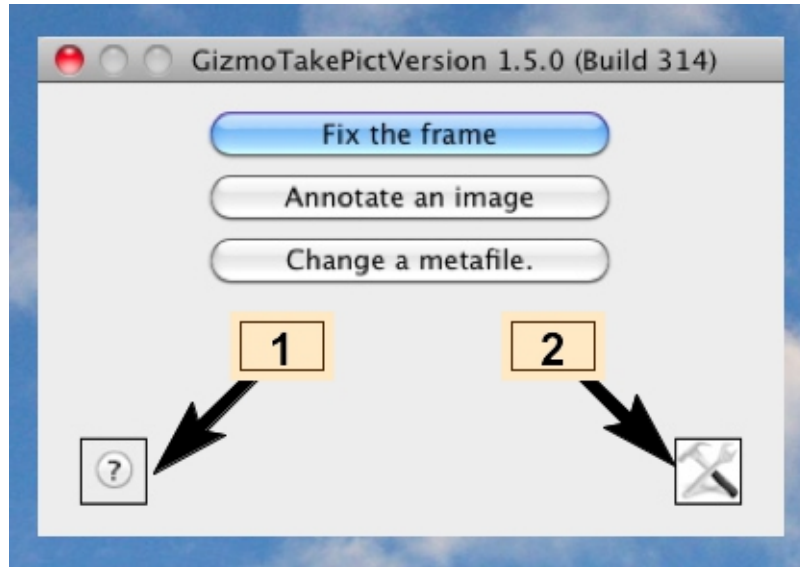 GizmoTakePictVersion 1.5.0 (Build 314)
Fix the frame
Annotate an image
Change a metafile.
1
2
?